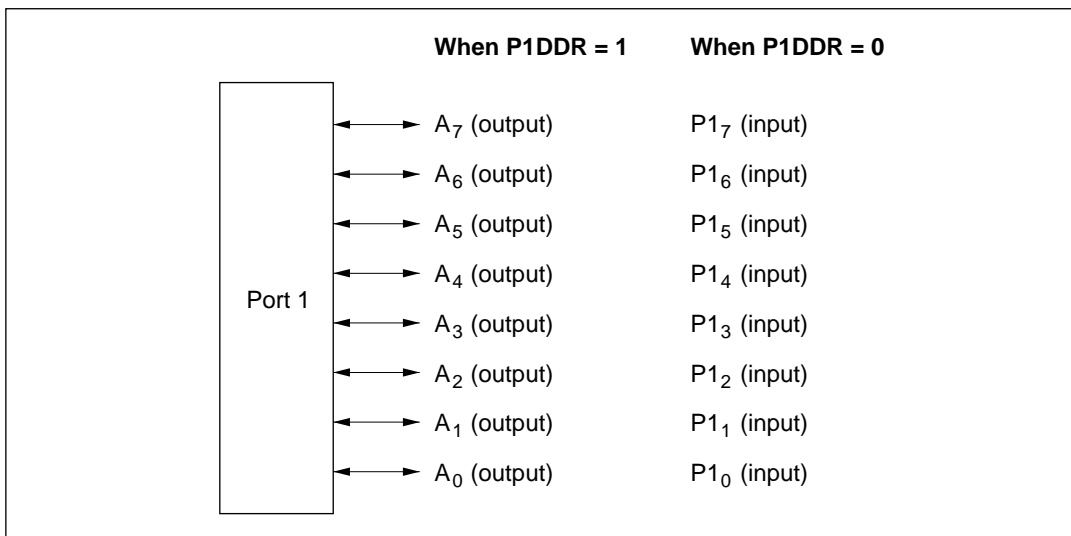 When P1DDR = 1 When P1DDR = 0
A7 (output) P17 (input)
A6 (output) P16 (input)
A5 (output) P15 (input)
A4 (output) P14 (input)
Port 1
A3 (output) P13 (input)
A2 (output) P12 (input)
A1 (output) P11 (input)
A0 (output) P10 (input)